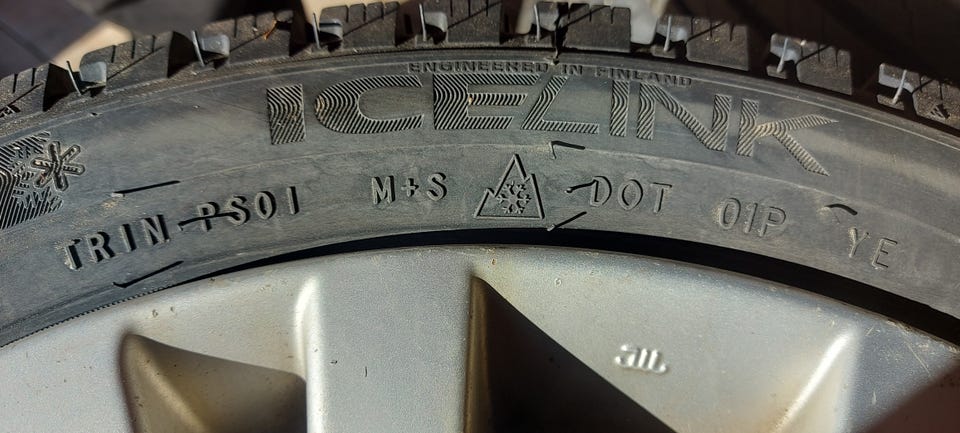 ENGINEERED IN FINLAND
ICELINK
TRIN PS01 M+S DOT 01P YE